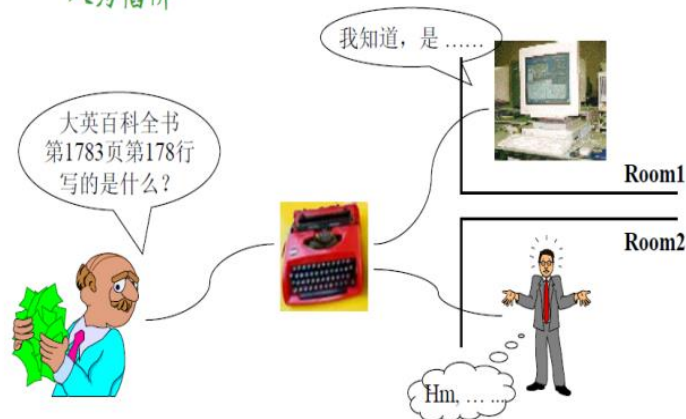 我知道，是 ……
大英百科全书
第1783页第178行
写的是什么？
Room1
Room2
Hm, … ...